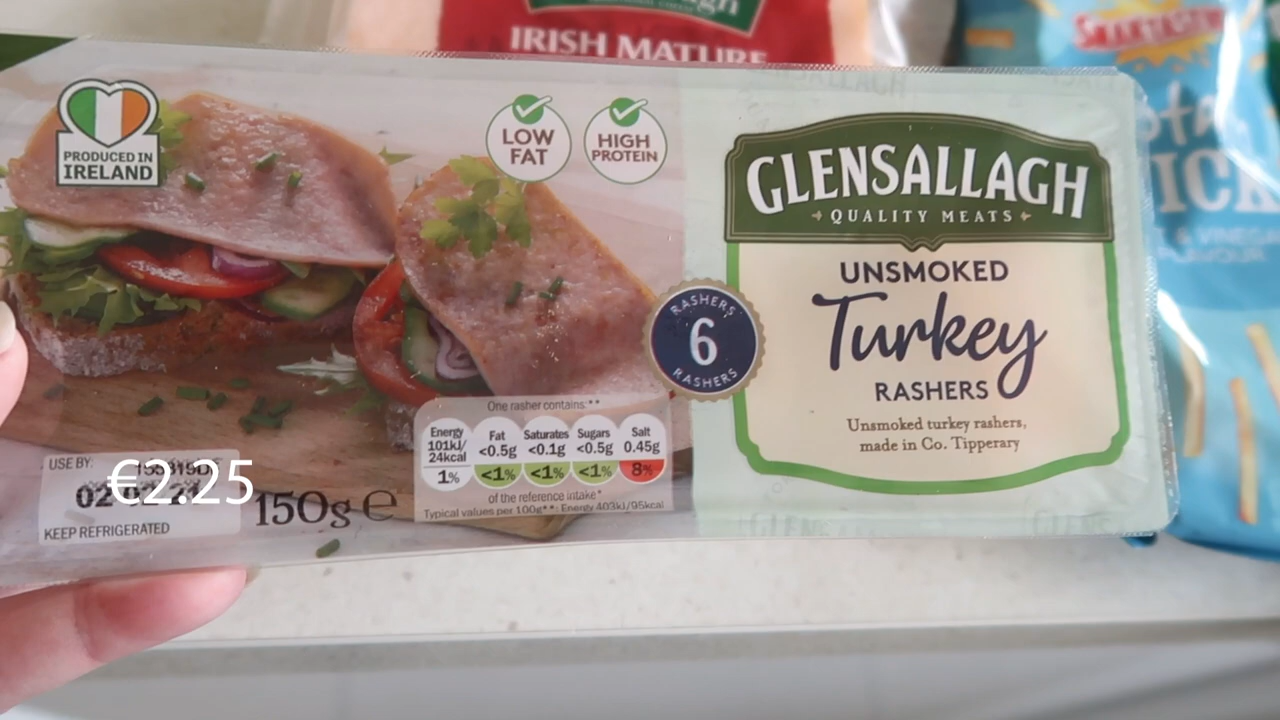 IRISH MATURE
PRODUCED IN
IRELAND
LOW
FAT
HIGH
PROTEIN
GLENSALLAGH
QUALITY MEATS
UNSMOKED
Turkey
RASHERS
Unsmoked turkey rashers,
made in Co. Tipperary
RASHERS
6
RASHERS
One rasher contains:**
Energy
101kJ/
24kcal
1%
Fat
<0.5g
<1%
Saturates
<0.1g
<1%
Sugars
<0.5g
<1%
Salt
0.45g
8%
of the reference intake*
Typical values per 100g**: Energy 403kJ/95kcal
USE BY:
€2.25
KEEP REFRIGERATED
150g e
& VINEGAR